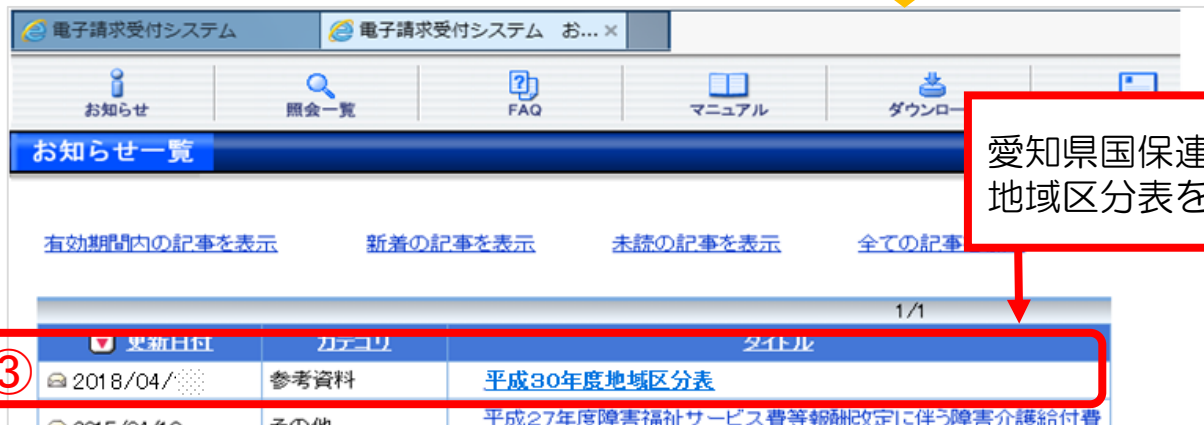 電子請求受付システム
電子請求受付システム お...
お知らせ
照会一覧
FAQ
マニュアル
ダウンロー
お知らせ一覧
愛知県国保連
地域区分表を
有効期間内の記事を表示
新着の記事を表示
未読の記事を表示
全ての記事
1/1
更新日付 カテゴリ タイトル
③
2018/04/ 参考資料 平成30年度地域区分表
その他 平成27年度障害福祉サービス費等報酬改定に伴う障害介護給付費